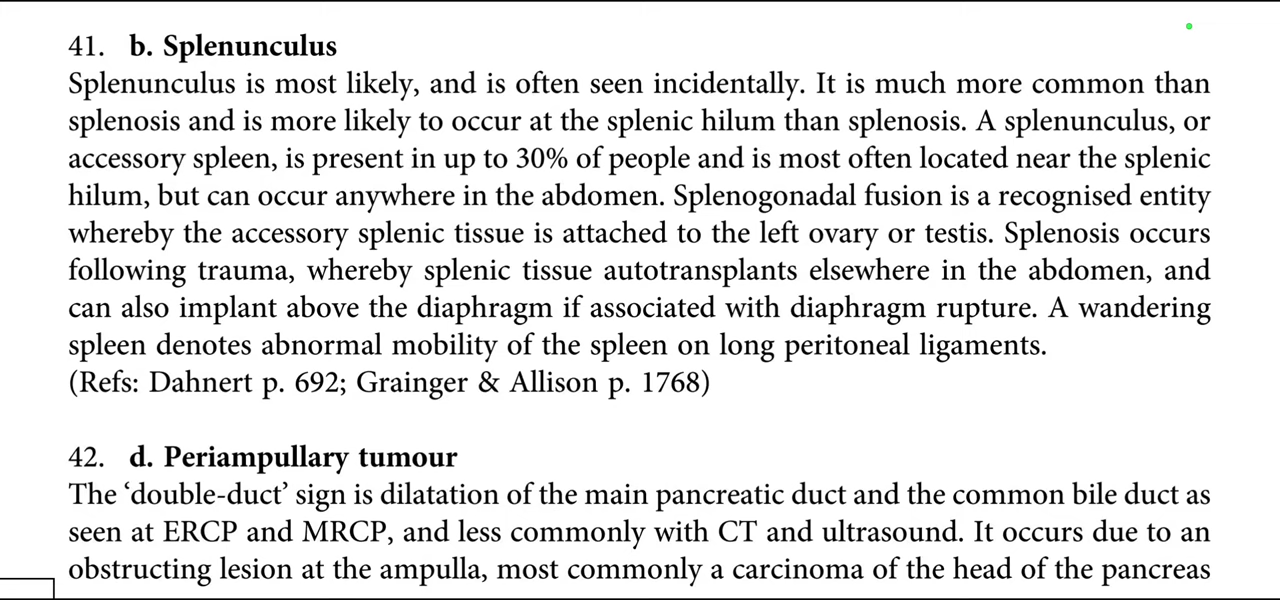 41. b. Splenunculus
Splenunculus is most likely, and is often seen incidentally. It is much more common than
splenosis and is more likely to occur at the splenic hilum than splenosis. A splenunculus, or
accessory spleen, is present in up to 30% of people and is most often located near the splenic
hilum, but can occur anywhere in the abdomen. Splenogonadal fusion is a recognised entity
whereby the accessory splenic tissue is attached to the left ovary or testis. Splenosis occurs
following trauma, whereby splenic tissue autotransplants elsewhere in the abdomen, and
can also implant above the diaphragm if associated with diaphragm rupture. A wandering
spleen denotes abnormal mobility of the spleen on long peritoneal ligaments.
(Refs: Dahnert p. 692; Grainger & Allison p. 1768)
42. d. Periampullary tumour
The ‘double-duct’ sign is dilatation of the main pancreatic duct and the common bile duct as
seen at ERCP and MRCP, and less commonly with CT and ultrasound. It occurs due to an
obstructing lesion at the ampulla, most commonly a carcinoma of the head of the pancreas